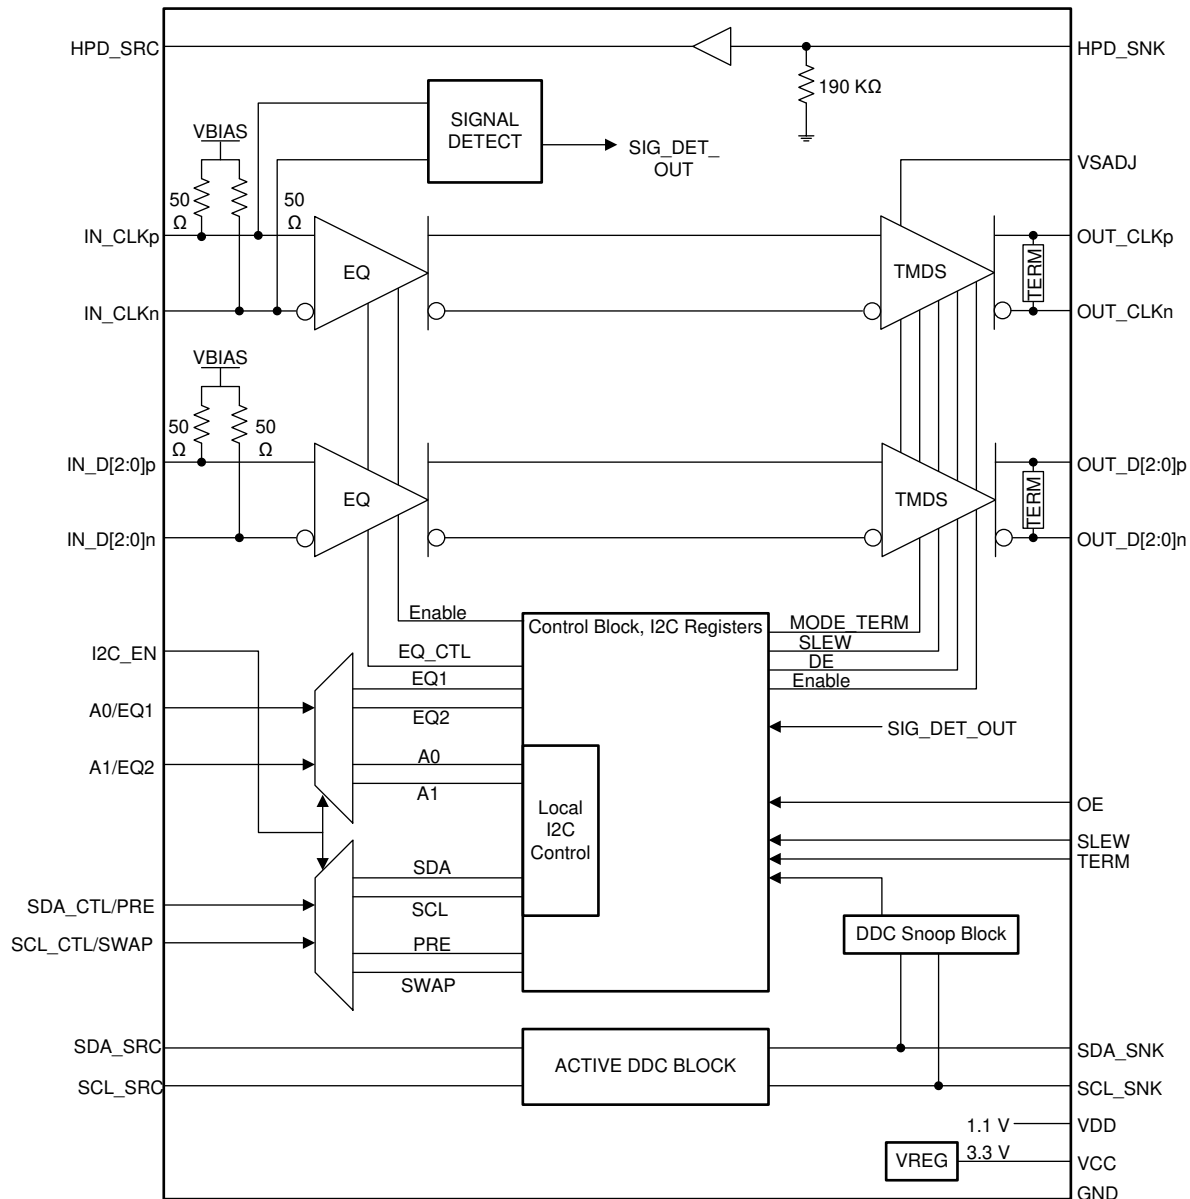 HPD_SRC
HPD_SNK
190 KΩ
SIGNAL
DETECT
SIG_DET_
OUT
VBIAS
50
Ω
50
Ω
VSADJ
IN_CLKp
EQ
TMDS
TERM
OUT_CLKp
IN_CLKn
OUT_CLKn
VBIAS
50
Ω
50
Ω
IN_D[2:0]p
EQ
TMDS
TERM
OUT_D[2:0]p
IN_D[2:0]n
OUT_D[2:0]n
Enable
Control Block, I2C Registers
MODE_TERM
SLEW
DE
Enable
I2C_EN
EQ_CTL
EQ1
A0/EQ1
EQ2
SIG_DET_OUT
A1/EQ2
A0
A1
Local
I2C
Control
OE
SLEW
TERM
SDA
SDA_CTL/PRE
SCL
SCL_CTL/SWAP
PRE
SWAP
DDC Snoop Block
SDA_SRC
ACTIVE DDC BLOCK
SDA_SNK
SCL_SRC
SCL_SNK
1.1 V
VDD
VREG
3.3 V
VCC
GND